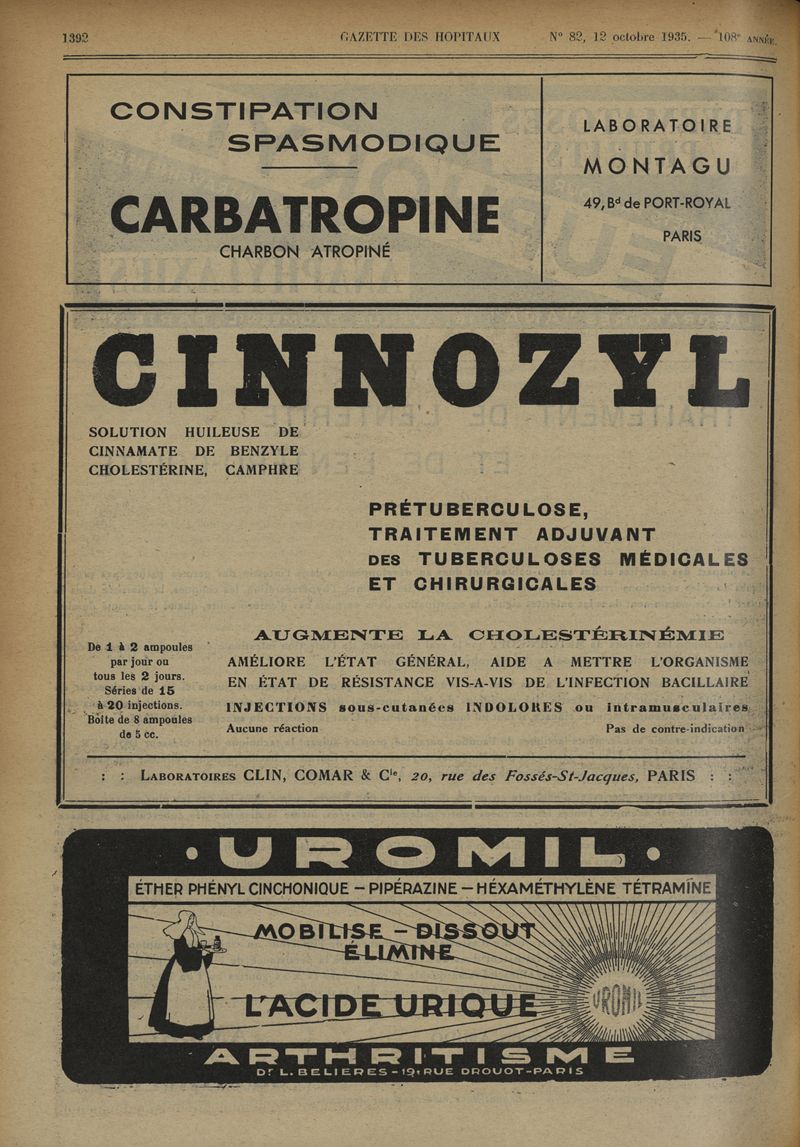 1392 GAZETTE DES HOPITAUX N° 82, 12 octobre 1935. — 108e ANNÉE.
CONSTIPATION
SPASMODIQUE
CARBATROPINE
CHARBON ATROPINÉ
LABORATOIRE
MONTAGU
49, Bd de PORT-ROYAL
PARIS
CINNOZYL
SOLUTION HUILEUSE DE
CINNAMATE DE BENZYLE
CHOLESTÉRINE, CAMPHRE
PRÉTUBERCULOSE,
TRAITEMENT ADJUVANT
DES TUBERCULOSES MÉDICALES
ET CHIRURGICALES
De 1 à 2 ampoules
par jour ou
tous les 2 jours.
Séries de 15
à 20 injections.
Boîte de 8 ampoules
de 5 cc.
AUGMENTE LA CHOLESTÉRINÉMIE
AMÉLIORE L'ÉTAT GÉNÉRAL, AIDE A METTRE L'ORGANISME
EN ÉTAT DE RÉSISTANCE VIS-A-VIS DE L'INFECTION BACILLAIRE
INJECTIONS sous-cutanées INDOLORES ou intramusculaires
Aucune réaction Pas de contre-indication
: : LABORATOIRES CLIN, COMAR & Cie, 20, rue des Fossés-St-Jacques, PARIS : :
• UROMIL •
ÉTHER PHÉNYL CINCHONIQUE — PIPÉRAZINE — HÉXAMÉTHYLÈNE TÉTRAMINE
MOBILISE — DISSOUT
ÉLIMINE
L'ACIDE URIQUE
UROMIL
ARTHRITISME
Dr L. BELIERES - 19, RUE DROUOT - PARIS